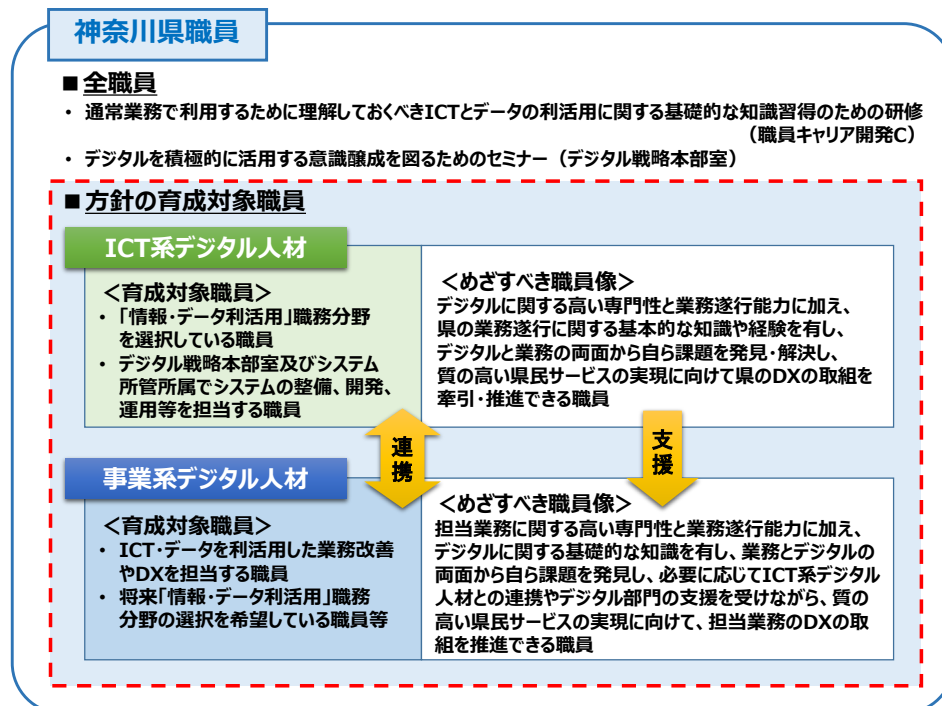 神奈川県職員
■全職員
・ 通常業務で利用するために理解しておくべきICTとデータの利活用に関する基礎的な知識習得のための研修
（職員キャリア開発C）
・ デジタルを積極的に活用する意識醸成を図るためのセミナー（デジタル戦略本部室）
■方針の育成対象職員
ICT系デジタル人材
＜育成対象職員＞
・ 「情報・データ利活用」職務分野
を選択している職員
・ デジタル戦略本部室及びシステム
所管所属でシステムの整備、開発、
運用等を担当する職員
＜めざすべき職員像＞
デジタルに関する高い専門性と業務遂行能力に加え、
県の業務遂行に関する基本的な知識や経験を有し、
デジタルと業務の両面から自ら課題を発見・解決し、
質の高い県民サービスの実現に向けて県のDXの取組を
牽引・推進できる職員
連携
支援
事業系デジタル人材
＜育成対象職員＞
・ ICT・データを利活用した業務改善
やDXを担当する職員
・ 将来「情報・データ利活用」職務
分野の選択を希望している職員等
＜めざすべき職員像＞
担当業務に関する高い専門性と業務遂行能力に加え、
デジタルに関する基礎的な知識を有し、業務とデジタルの
両面から自ら課題を発見し、必要に応じてICT系デジタル
人材との連携やデジタル部門の支援を受けながら、質の
高い県民サービスの実現に向けて、担当業務のDXの取
組を推進できる職員